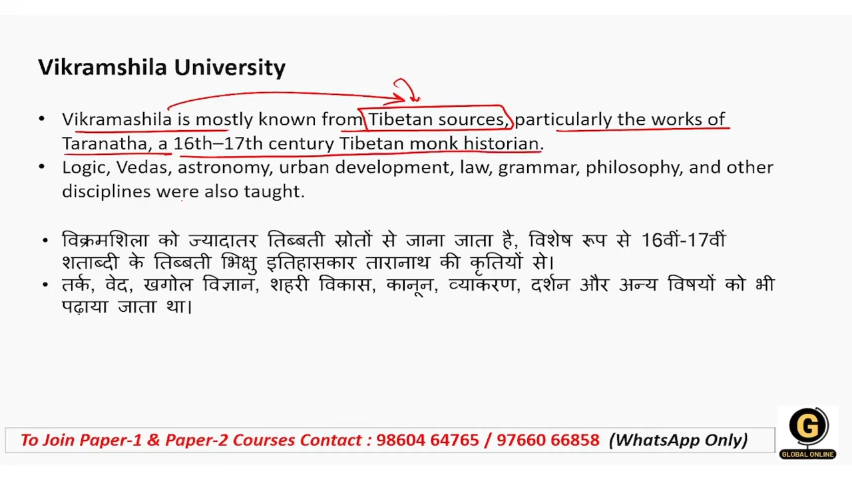 Vikramshila University
• Vikramashila is mostly known from Tibetan sources, particularly the works of
Taranatha, a 16th–17th century Tibetan monk historian.
• Logic, Vedas, astronomy, urban development, law, grammar, philosophy, and other
disciplines were also taught.
• विक्रमशिला को ज्यादातर तिब्बती स्रोतों से जाना जाता है, विशेष रूप से 16वीं-17वीं
शताब्दी के तिब्बती भिक्षु इतिहासकार तारानाथ की कृतियों से।
• तर्क, वेद, खगोल विज्ञान, शहरी विकास, कानून, व्याकरण, दर्शन और अन्य विषयों को भी
पढ़ाया जाता था।
To Join Paper-1 & Paper-2 Courses Contact : 98604 64765 / 97660 66858 (WhatsApp Only)
G
GLOBAL ONLINE